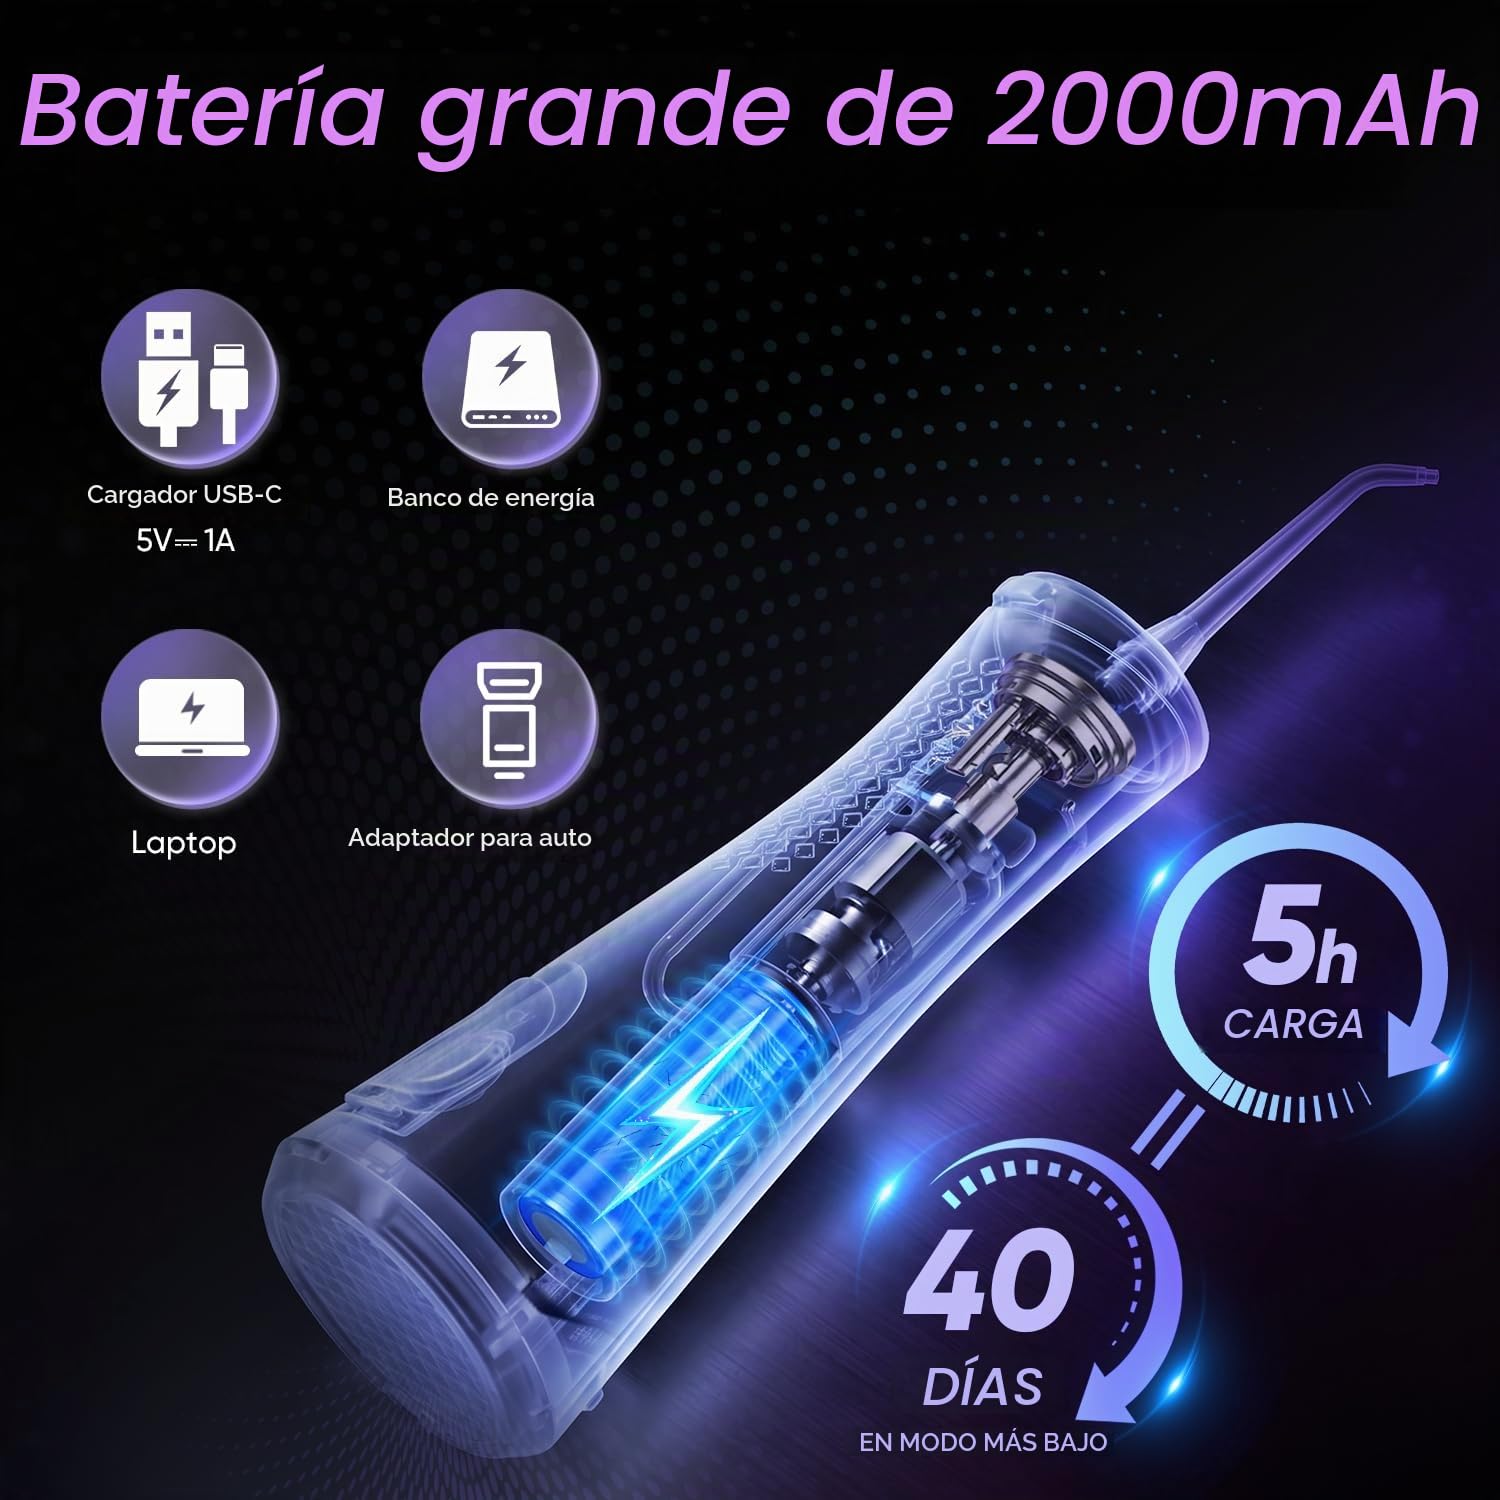 Batería grande de 2000mAh
Cargador USB-C
5V⎓1A
Banco de energía
Laptop
Adaptador para auto
5h
CARGA
40
DÍAS
EN MODO MÁS BAJO